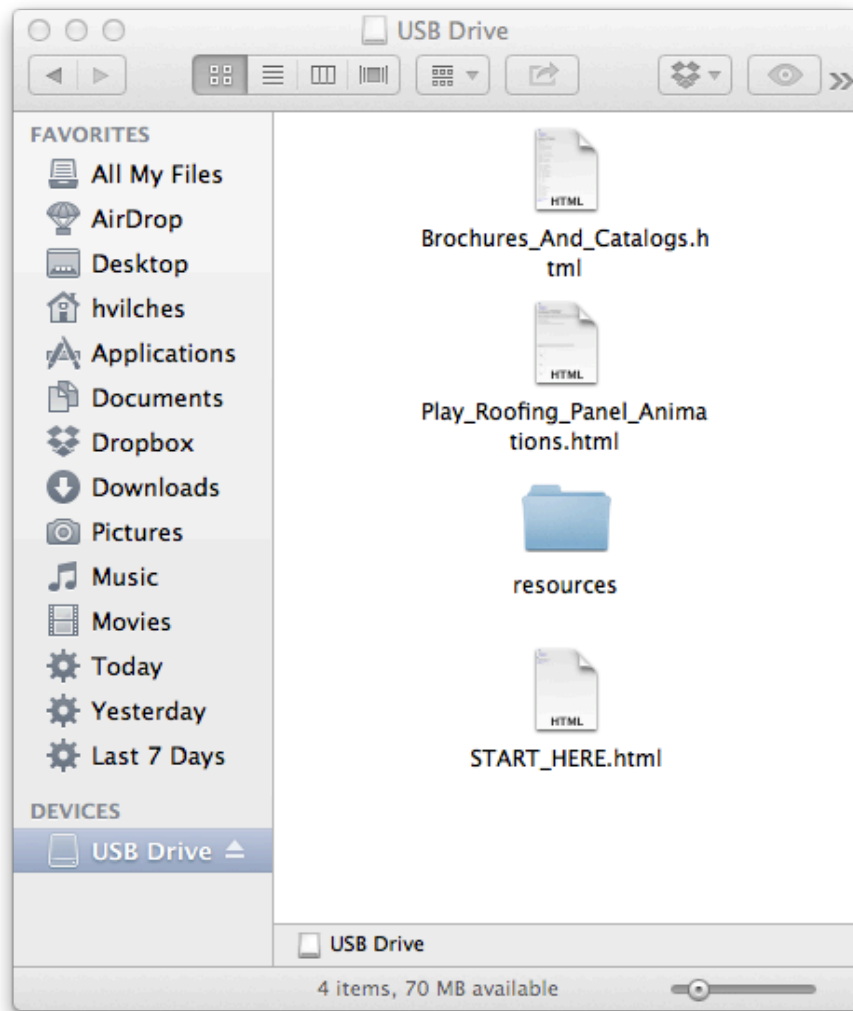 USB Drive
FAVORITES
All My Files
AirDrop
Desktop
hvilches
Applications
Documents
Dropbox
Downloads
Pictures
Music
Movies
Today
Yesterday
Last 7 Days
DEVICES
USB Drive
HTML
Brochures_And_Catalogs.h
tml
HTML
Play_Roofing_Panel_Anima
tions.html
resources
HTML
START_HERE.html
USB Drive
4 items, 70 MB available